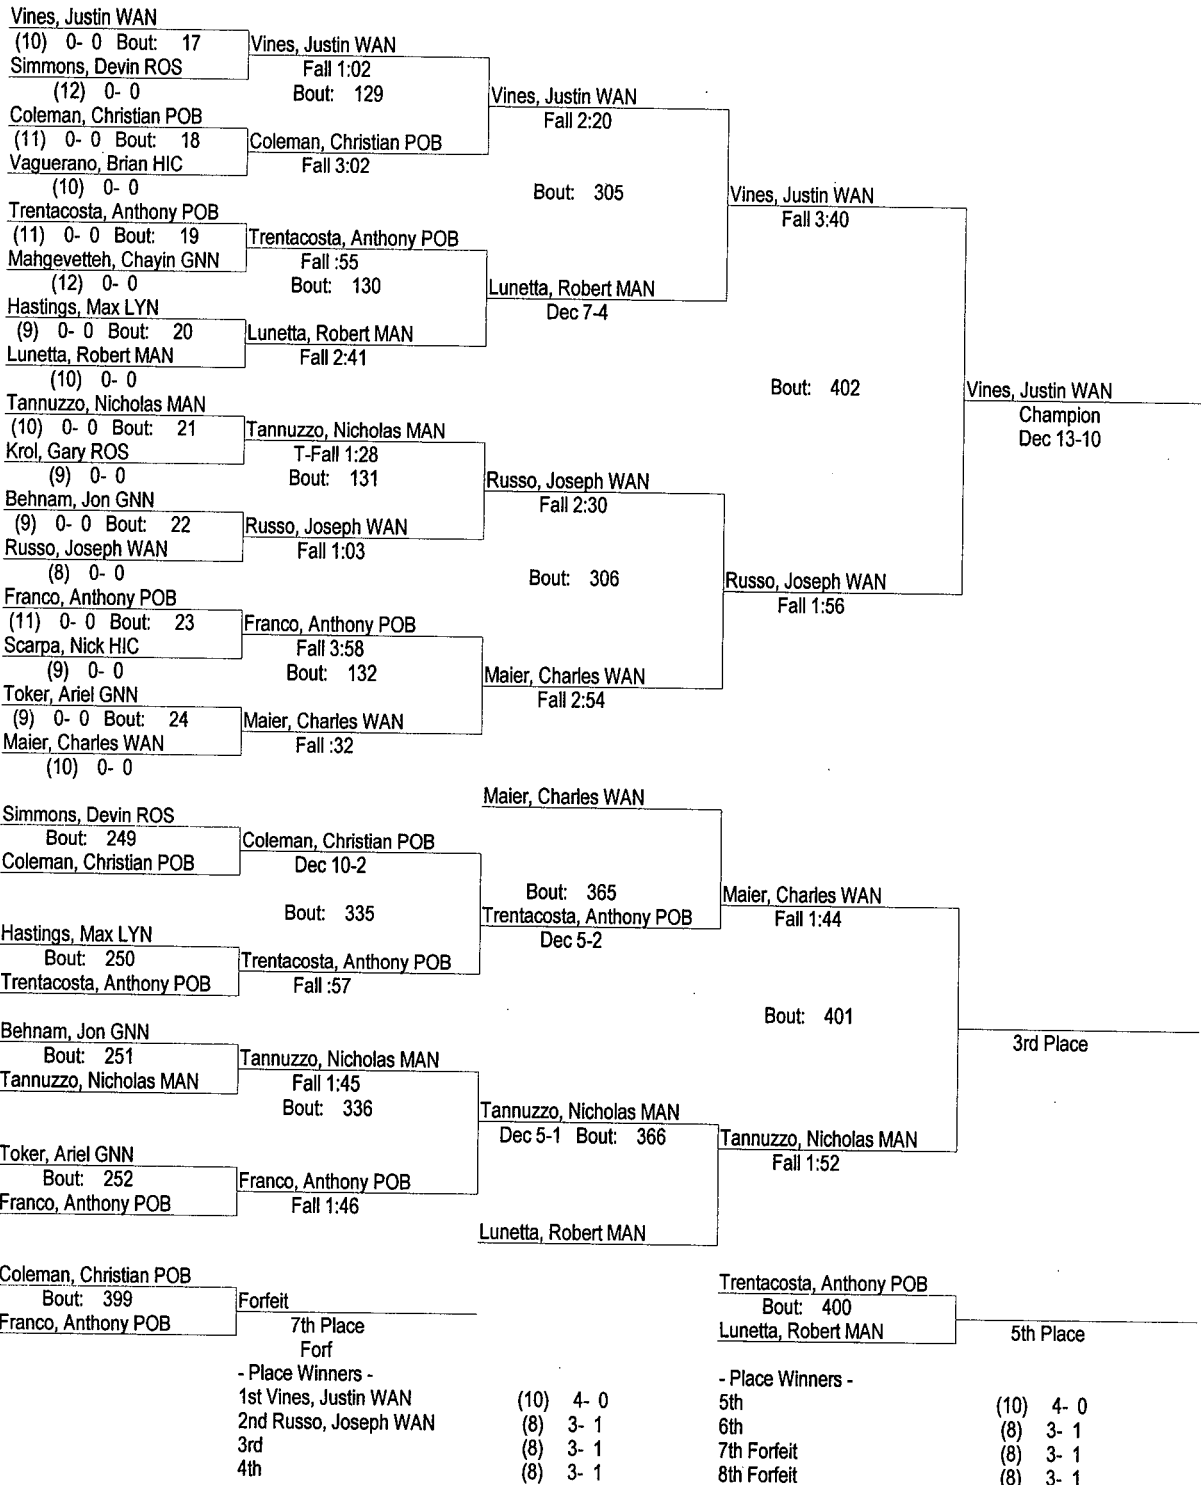 Vines, Justin WAN
(10) 0- 0 Bout: 17
Simmons, Devin ROS
(12) 0- 0
Coleman, Christian POB
(11) 0- 0 Bout: 18
Vaguerano, Brian HIC
(10) 0- 0
Trentacosta, Anthony POB
(11) 0- 0 Bout: 19
Mahgevetteh, Chayin GNN
(12) 0- 0
Hastings, Max LYN
(9) 0- 0 Bout: 20
Lunetta, Robert MAN
(10) 0- 0
Tannuzzo, Nicholas MAN
(10) 0- 0 Bout: 21
Krol, Gary ROS
(9) 0- 0
Behnam, Jon GNN
(9) 0- 0 Bout: 22
Russo, Joseph WAN
(8) 0- 0
Franco, Anthony POB
(11) 0- 0 Bout: 23
Scarpa, Nick HIC
(9) 0- 0
Toker, Ariel GNN
(9) 0- 0 Bout: 24
Maier, Charles WAN
(10) 0- 0
Vines, Justin WAN
Fall 1:02
Bout: 129
Coleman, Christian POB
Fall 3:02
Trentacosta, Anthony POB
Fall :55
Bout: 130
Lunetta, Robert MAN
Fall 2:41
Tannuzzo, Nicholas MAN
T-Fall 1:28
Bout: 131
Russo, Joseph WAN
Fall 1:03
Franco, Anthony POB
Fall 3:58
Bout: 132
Maier, Charles WAN
Fall :32
Vines, Justin WAN
Fall 2:20
Bout: 305
Lunetta, Robert MAN
Dec 7-4
Russo, Joseph WAN
Fall 2:30
Bout: 306
Maier, Charles WAN
Fall 2:54
Vines, Justin WAN
Fall 3:40
Bout: 402
Russo, Joseph WAN
Fall 1:56
Vines, Justin WAN
Champion
Dec 13-10
Simmons, Devin ROS
Bout: 249
Coleman, Christian POB
Hastings, Max LYN
Bout: 250
Trentacosta, Anthony POB
Behnam, Jon GNN
Bout: 251
Tannuzzo, Nicholas MAN
Toker, Ariel GNN
Bout: 252
Franco, Anthony POB
Coleman, Christian POB
Dec 10-2
Bout: 335
Trentacosta, Anthony POB
Fall :57
Tannuzzo, Nicholas MAN
Fall 1:45
Bout: 336
Franco, Anthony POB
Fall 1:46
Maier, Charles WAN
Bout: 365
Trentacosta, Anthony POB
Dec 5-2
Tannuzzo, Nicholas MAN
Dec 5-1 Bout: 366
Lunetta, Robert MAN
Maier, Charles WAN
Fall 1:44
Bout: 401
Tannuzzo, Nicholas MAN
Fall 1:52
3rd Place
Coleman, Christian POB
Bout: 399
Franco, Anthony POB
Forfeit
7th Place
Forf
Trentacosta, Anthony POB
Bout: 400
Lunetta, Robert MAN
5th Place
- Place Winners -
1st Vines, Justin WAN (10) 4- 0
2nd Russo, Joseph WAN (8) 3- 1
3rd (8) 3- 1
4th (8) 3- 1
- Place Winners -
5th (10) 4- 0
6th (8) 3- 1
7th Forfeit (8) 3- 1
8th Forfeit (8) 3- 1